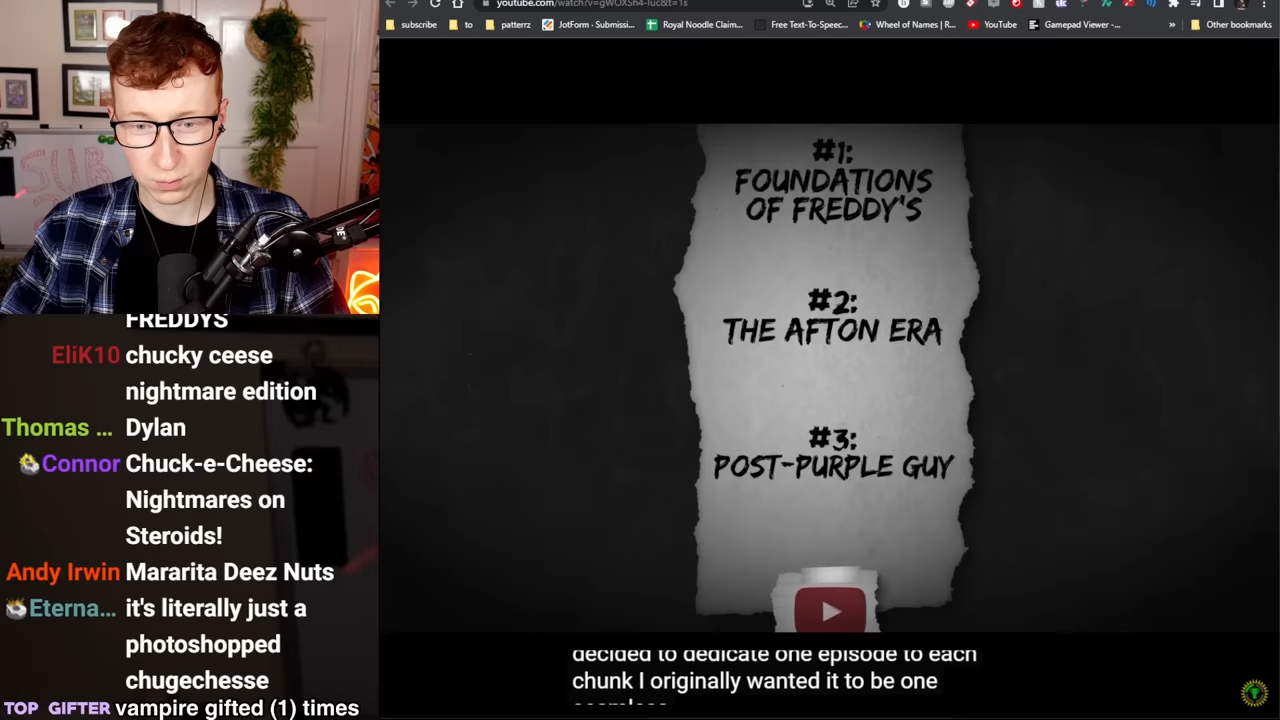 youtube.com/watch?v=gWOXSh4-Iuc&t=1s
subscribe
to
patterz
JotForm - Submissi...
Royal Noodle Claim...
Free Text-To-Speec...
Wheel of Names | R...
YouTube
Gamepad Viewer -...
»
Other bookmarks
SUB
#1:
FOUNDATIONS
OF FREDDY'S
#2:
THE AFTON ERA
#3:
POST-PURPLE GUY
decided to dedicate one episode to each
chunk I originally wanted it to be one
seamless
FREDDYS
EliK10 chucky ceese
nightmare edition
Thomas ... Dylan
Connor Chuck-e-Cheese:
Nightmares on
Steroids!
Andy Irwin Mararita Deez Nuts
Eterna... it's literally just a
photoshopped
chugechesse
TOP GIFTER vampire gifted (1) times